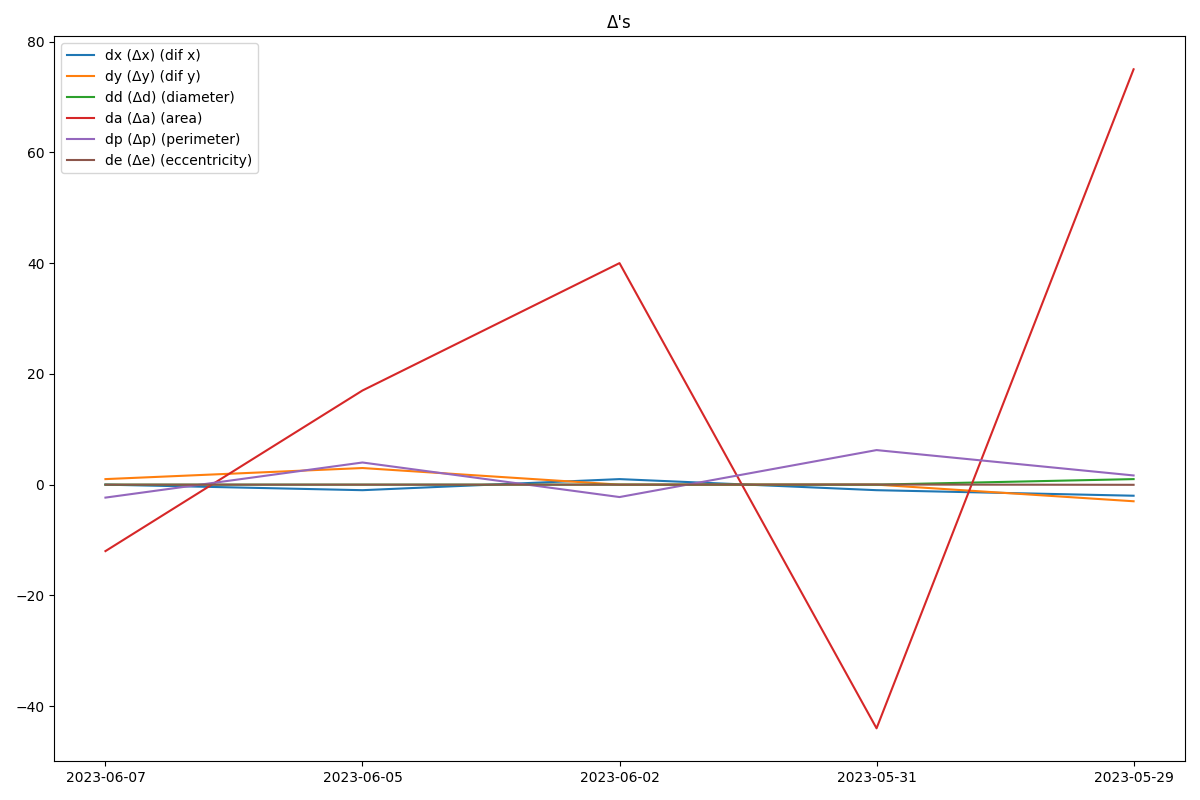 Δ's
dx (Δx) (dif x)
dy (Δy) (dif y)
dd (Δd) (diameter)
da (Δa) (area)
dp (Δp) (perimeter)
de (Δe) (eccentricity)
80
60
40
20
0
−20
−40
2023-06-07 2023-06-05 2023-06-02 2023-05-31 2023-05-29